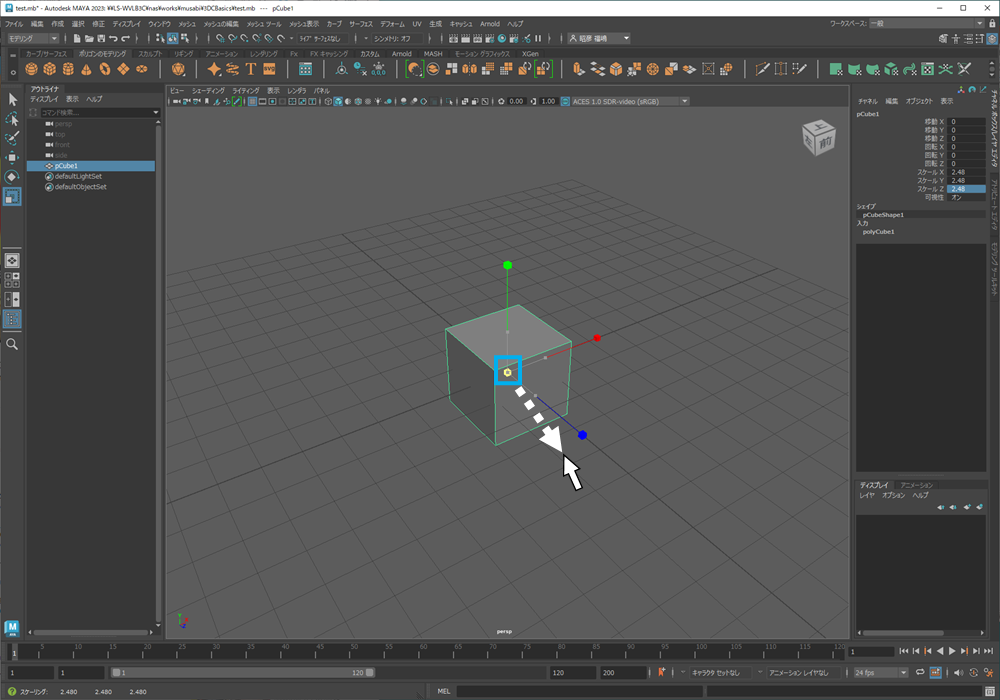 test.mb* - Autodesk MAYA 2023: ¥¥LS-WVLB3C¥nas¥works¥musabi¥3DCBasics¥test.mb   ---   pCube1
ファイル 編集 作成 選択 修正 ディスプレイ ウィンドウ メッシュ メッシュの編集 メッシュ ツール メッシュ表示 カーブ サーフェス デフォーム UV 生成 キャッシュ Arnold ヘルプ ワークスペース: 一般
モデリング ライブ サーフェスなし シンメトリ: オフ 昭彦 福崎
カーブ/サーフェス ポリゴンのモデリング スカルプト リギング アニメーション レンダリング FX FX キャッシング カスタム Arnold MASH モーション グラフィックス XGen
アウトライナ
ディスプレイ 表示 ヘルプ
コマンド検索...
persp
top
front
side
pCube1
defaultLightSet
defaultObjectSet
ビュー シェーディング ライティング 表示 レンダラ パネル
0.00 1.00 ACES 1.0 SDR-video (sRGB)
上
左 前
persp
チャネル 編集 オブジェクト 表示
pCube1
移動 X 0
移動 Y 0
移動 Z 0
回転 X 0
回転 Y 0
回転 Z 0
スケール X 2.48
スケール Y 2.48
スケール Z 2.48
可視性 オン
シェイプ
pCubeShape1
入力
polyCube1
ディスプレイ アニメーション
レイヤ オプション ヘルプ
1 5 10 15 20 25 30 35 40 45 50 55 60 65 70 75 80 85 90 95 100 105 110 115 120 1
1 1 1 120 120 200 キャラクタ セットなし アニメーション レイヤなし 24 fps
スケーリング: 2.480 2.480 2.480 MEL